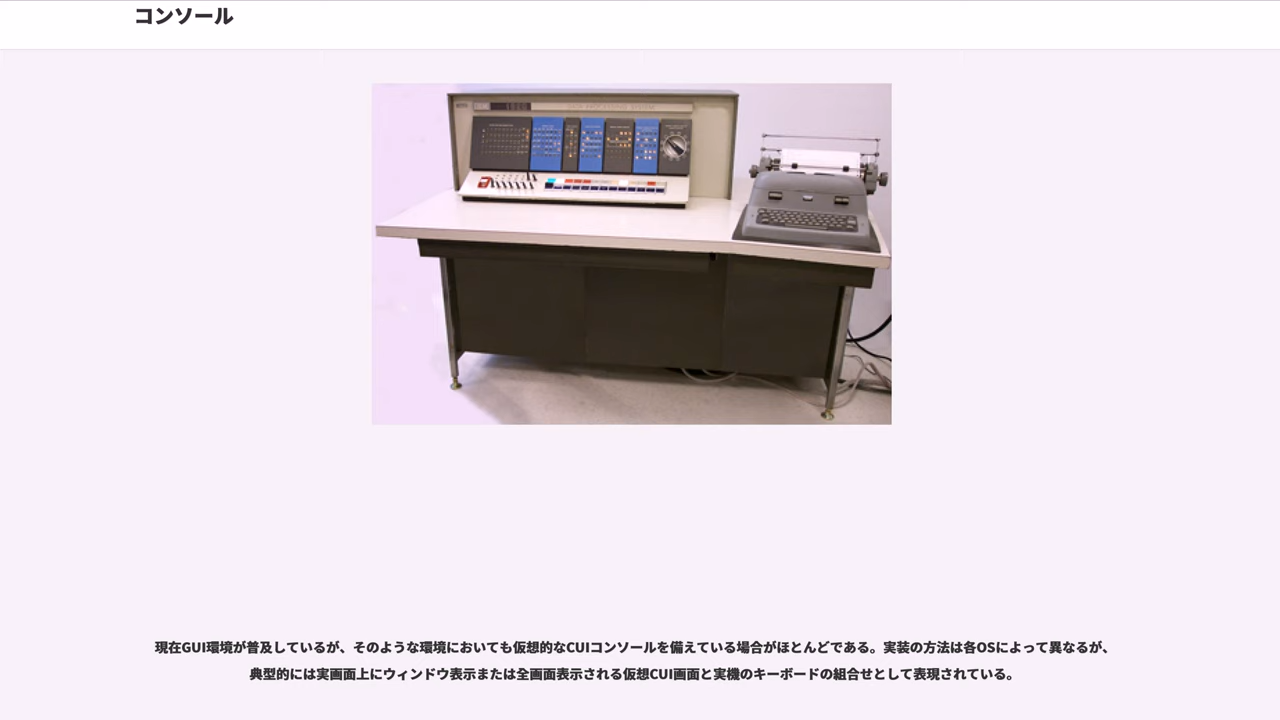 コンソール
現在GUI環境が普及しているが、そのような環境においても仮想的なCUIコンソールを備えている場合がほとんどである。実装の方法は各OSによって異なるが、
典型的には実画面上にウィンドウ表示または全画面表示される仮想CUI画面と実機のキーボードの組合せとして表現されている。